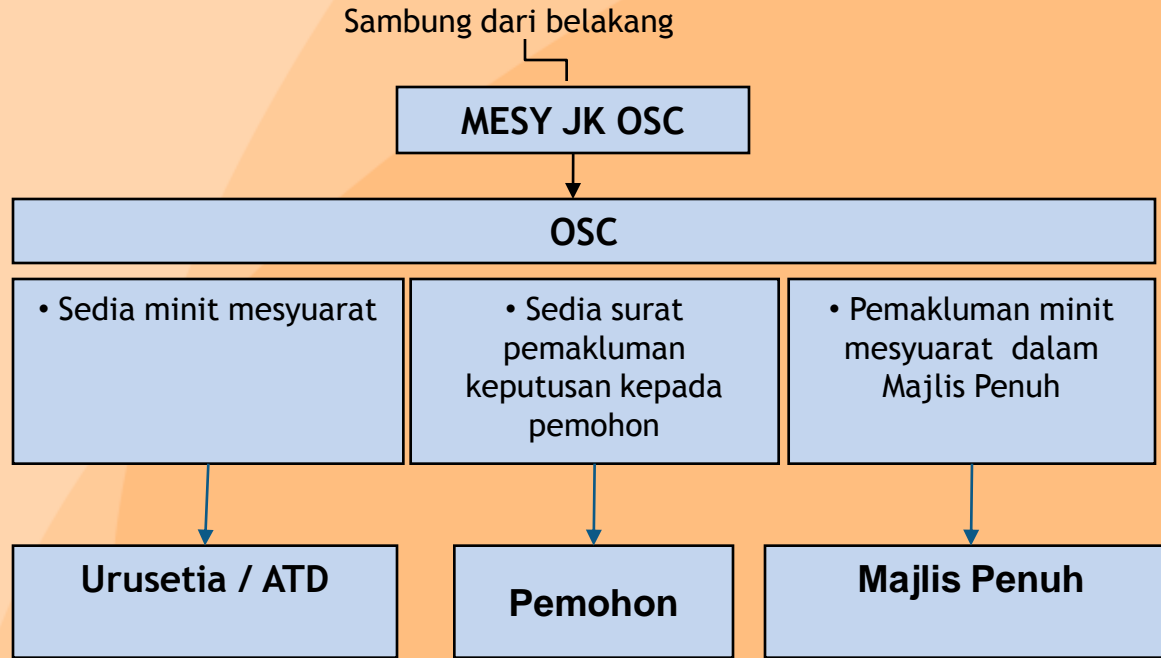 Sambung dari belakang
MESY JK OSC
OSC
• Sedia minit mesyuarat
• Sedia surat
pemakluman
keputusan kepada
pemohon
• Pemakluman minit
mesyuarat dalam
Majlis Penuh
Urusetia / ATD
Pemohon
Majlis Penuh